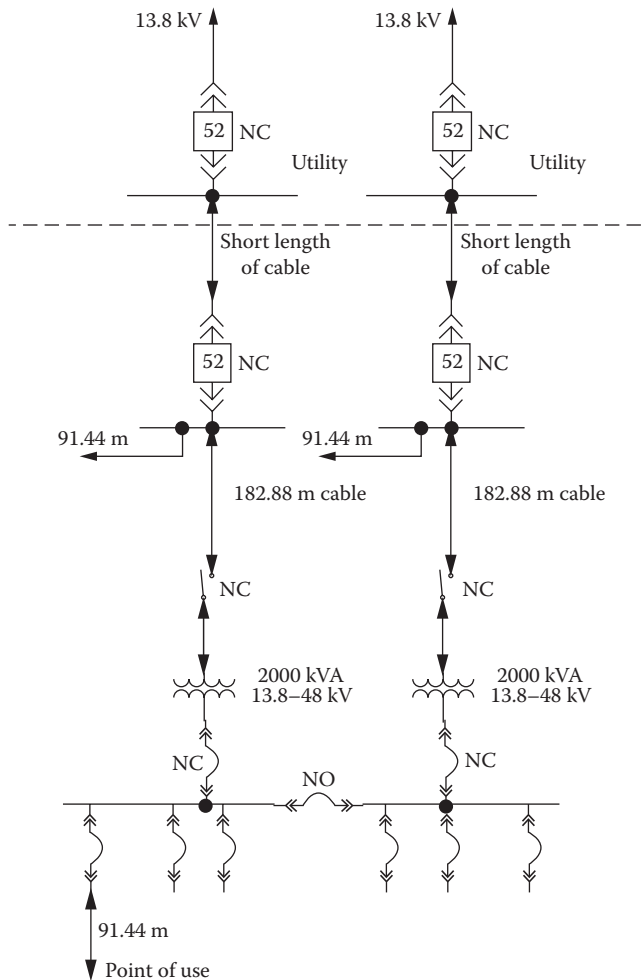 13.8 kV
13.8 kV
52
NC
52
NC
Utility
Utility
Short length
of cable
Short length
of cable
52
NC
52
NC
91.44 m
91.44 m
182.88 m cable
182.88 m cable
NC
NC
2000 kVA
13.8–48 kV
2000 kVA
13.8–48 kV
NC
NO
NC
91.44 m
Point of use